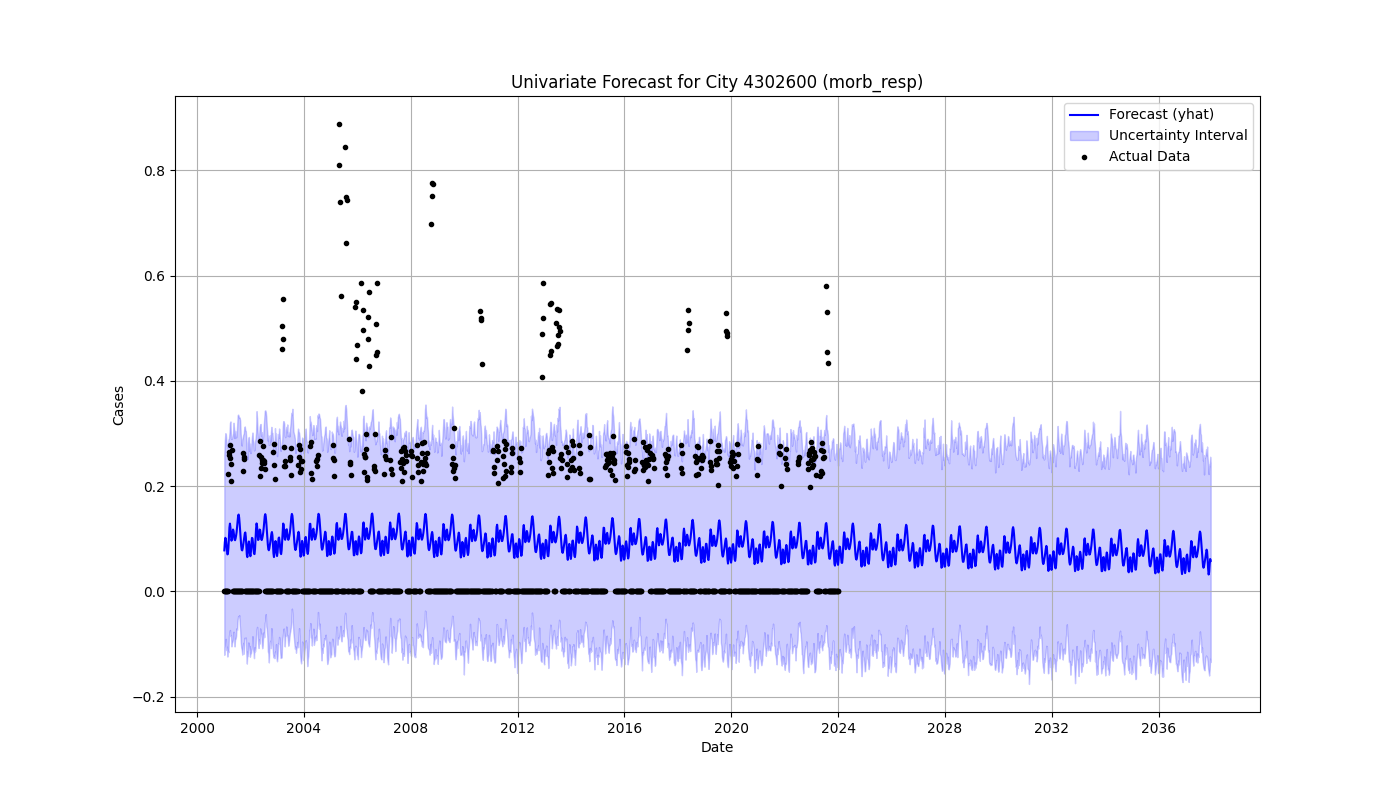 Univariate Forecast for City 4302600 (morb_resp)
Forecast (yhat)
Uncertainty Interval
Actual Data
Cases
0.8
0.6
0.4
0.2
0.0
−0.2
2000 2004 2008 2012 2016 2020 2024 2028 2032 2036
Date